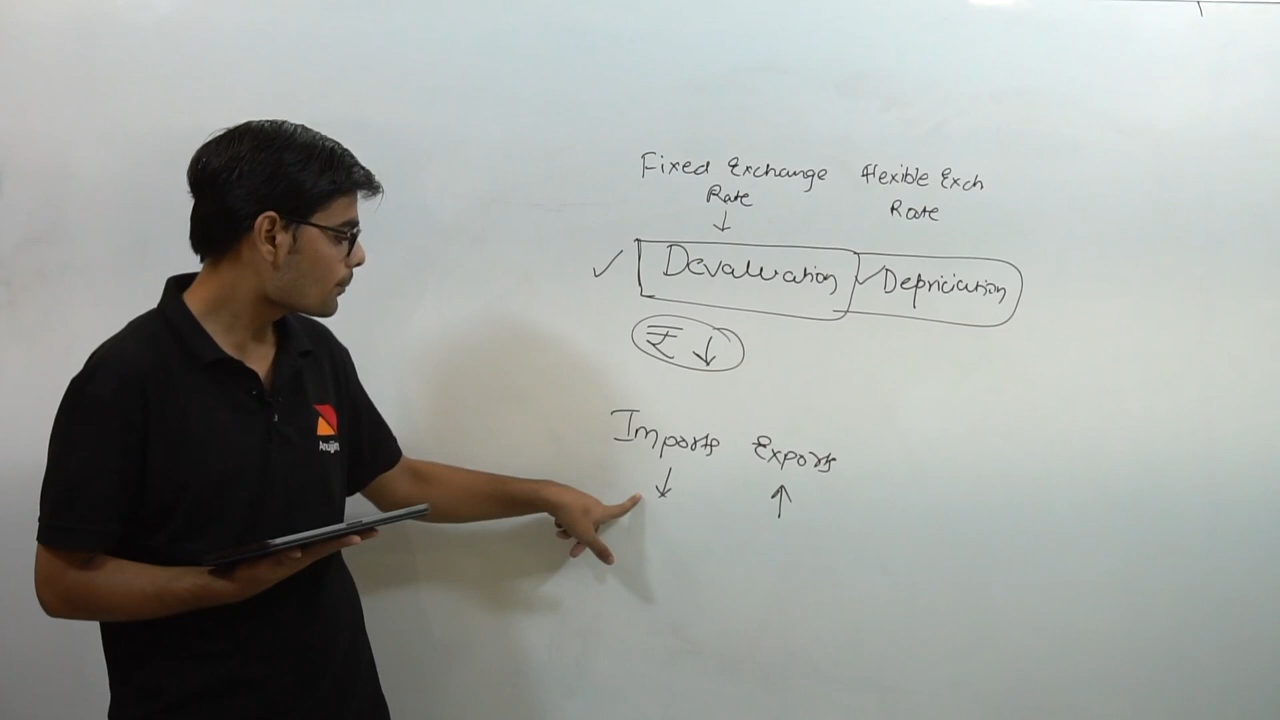 Fixed Exchange Flexible Exch
Rate Rate
↓
✓ Devaluation ✓ Depriciation
₹ ↓
Imports Exports
↓ ↑